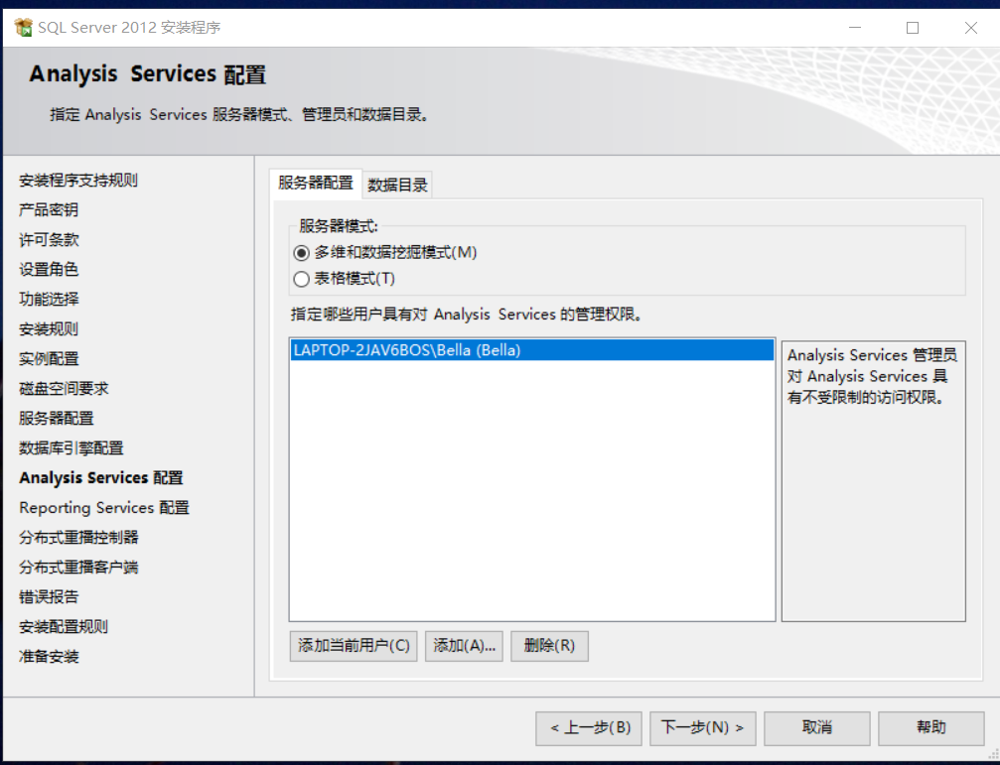 SQL Server 2012 安装程序
Analysis Services 配置
指定 Analysis Services 服务器模式、管理员和数据目录。
安装程序支持规则
产品密钥
许可条款
设置角色
功能选择
安装规则
实例配置
磁盘空间要求
服务器配置
数据库引擎配置
Analysis Services 配置
Reporting Services 配置
分布式重播控制器
分布式重播客户端
错误报告
安装配置规则
准备安装
服务器配置 数据目录
服务器模式:
多维和数据挖掘模式(M)
表格模式(T)
指定哪些用户具有对 Analysis Services 的管理权限。
LAPTOP-2JAV6BOS\Bella (Bella)
Analysis Services 管理员
对 Analysis Services 具
有不受限制的访问权限。
添加当前用户(C) 添加(A)... 删除(R)
< 上一步(B) 下一步(N) > 取消 帮助